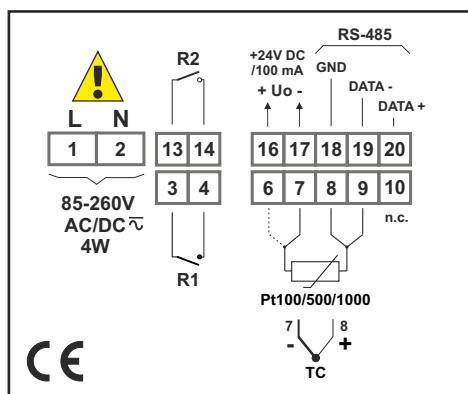 RS-485
R2
+24V DC
/100 mA
GND
+ Uo -
DATA -
DATA +
L N
1 2
13 14
16 17 18 19 20
3 4
6 7 8 9 10
85-260V
AC/DC
4W
n.c.
R1
Pt100/500/1000
7 8
- +
TC
CE